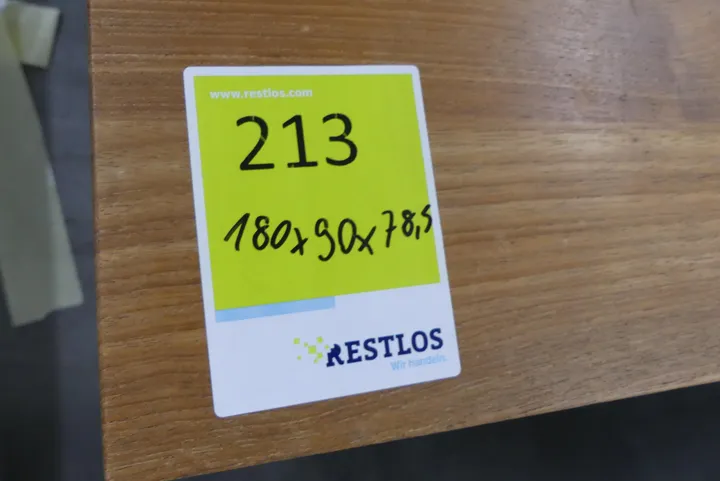 www.restlos.com
213
180x90x78,5
RESTLOS
Wir handeln.